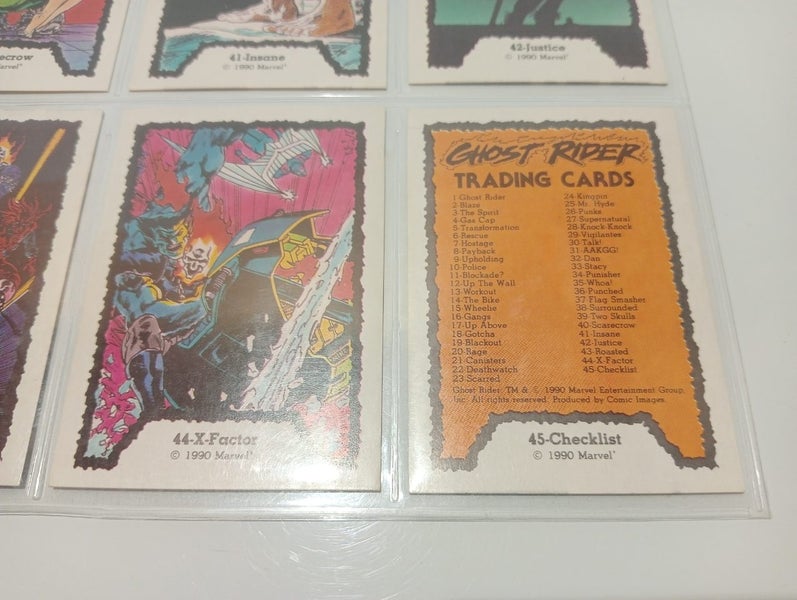 ecrow
arvel
41-Insane
© 1990 Marvel
42-Justice
© 1990 Marvel
44-X-Factor
© 1990 Marvel
GHOST RIDER
TRADING CARDS
1-Ghost Rider
2-Blaze
3-The Spirit
4-Gas Cap
5-Transformation
6-Rescue
7-Hostage
8-Payback
9-Upholding
10-Police
11-Blockade?
12-Up The Wall
13-Workout
14-The Bike
15-Wheelie
16-Gangs
17-Up Above
18-Gotcha
19-Blackout
20-Rage
21-Canisters
22-Deathwatch
23-Scarred
24-Kingpin
25-Mr. Hyde
26-Punks
27-Supernatural
28-Knock-Knock
29-Vigilantes
30-Talk!
31-AAKGG!
32-Dan
33-Stacy
34-Punisher
35-Whoa!
36-Punched
37-Flag Smasher
38-Surrounded
39-Two Skulls
40-Scarecrow
41-Insane
42-Justice
43-Roasted
44-X-Factor
45-Checklist
Ghost Rider: TM & © 1990 Marvel Entertainment Group,
Inc. All rights reserved. Produced by Comic Images.
45-Checklist
© 1990 Marvel